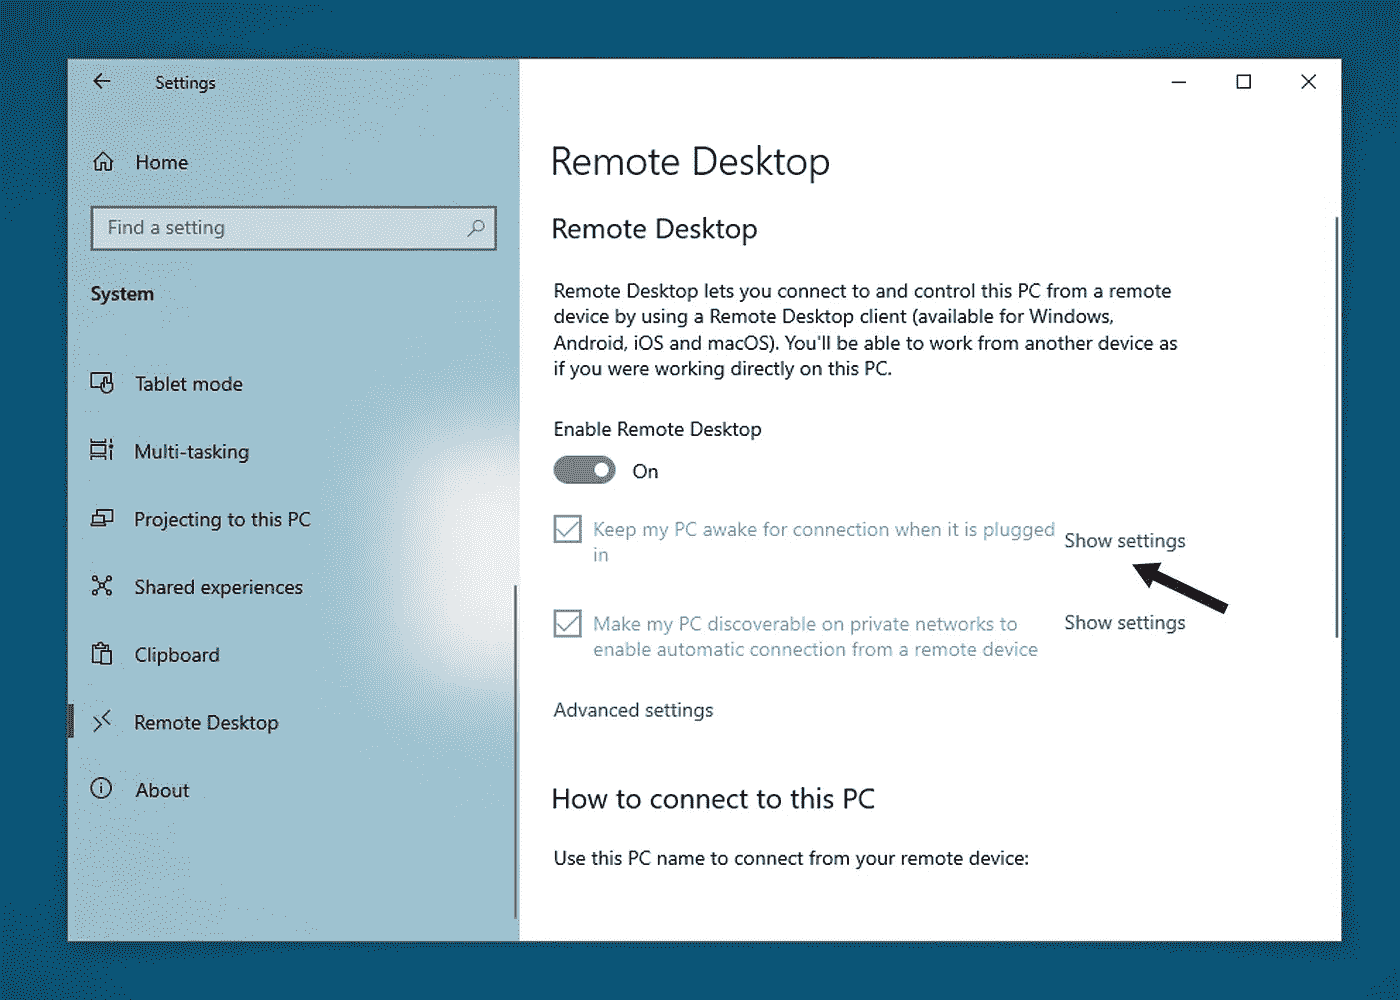 Settings
Home
Find a setting
System
Tablet mode
Multi-tasking
Projecting to this PC
Shared experiences
Clipboard
Remote Desktop
About
Remote Desktop
Remote Desktop
Remote Desktop lets you connect to and control this PC from a remote
device by using a Remote Desktop client (available for Windows,
Android, iOS and macOS). You'll be able to work from another device as
if you were working directly on this PC.
Enable Remote Desktop
On
Keep my PC awake for connection when it is plugged
in
Show settings
Make my PC discoverable on private networks to
enable automatic connection from a remote device
Show settings
Advanced settings
How to connect to this PC
Use this PC name to connect from your remote device: